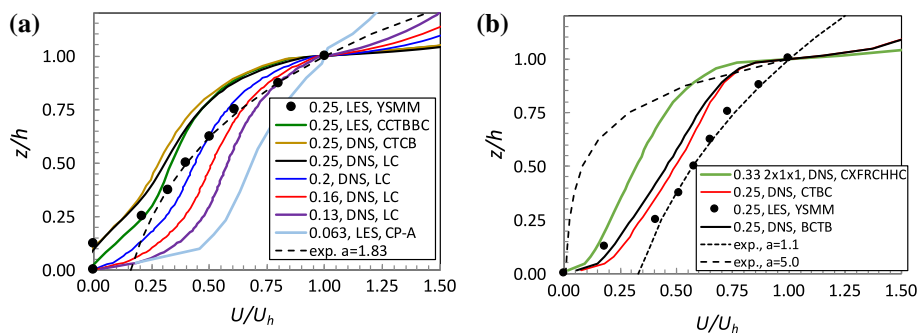 (a)
z/h
1.00
0.75
0.50
0.25
0.00
0.25, LES, YSMM
0.25, LES, CCTBBC
0.25, DNS, CTCB
0.25, DNS, LC
0.2, DNS, LC
0.16, DNS, LC
0.13, DNS, LC
0.063, LES, CP-A
exp. a=1.83
0.00 0.25 0.50 0.75 1.00 1.25 1.50
U/Uh
(b)
z/h
1.00
0.75
0.50
0.25
0.00
0.33 2x1x1, DNS, CXFRCHHC
0.25, DNS, CTBC
0.25, LES, YSMM
0.25, DNS, BCTB
exp., a=1.1
exp., a=5.0
0.00 0.25 0.50 0.75 1.00 1.25 1.50
U/Uh